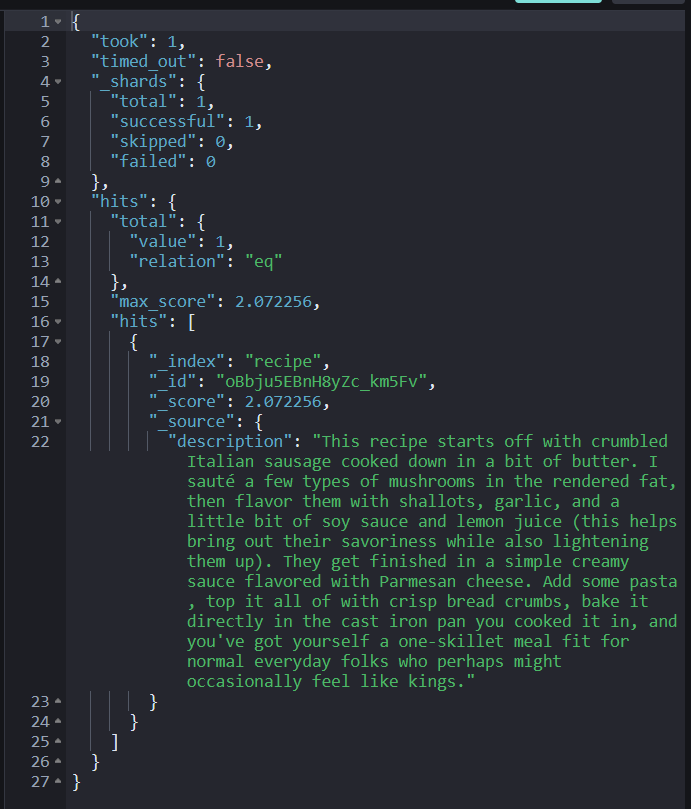 1 {
2 "took": 1,
3 "timed_out": false,
4 "_shards": {
5 "total": 1,
6 "successful": 1,
7 "skipped": 0,
8 "failed": 0
9 },
10 "hits": {
11 "total": {
12 "value": 1,
13 "relation": "eq"
14 },
15 "max_score": 2.072256,
16 "hits": [
17 {
18 "_index": "recipe",
19 "_id": "oBbju5EBnH8yZc_km5Fv",
20 "_score": 2.072256,
21 "_source": {
22 "description": "This recipe starts off with crumbled
Italian sausage cooked down in a bit of butter. I
sauté a few types of mushrooms in the rendered fat,
then flavor them with shallots, garlic, and a
little bit of soy sauce and lemon juice (this helps
bring out their savoriness while also lightening
them up). They get finished in a simple creamy
sauce flavored with Parmesan cheese. Add some pasta
, top it all of with crisp bread crumbs, bake it
directly in the cast iron pan you cooked it in, and
you've got yourself a one-skillet meal fit for
normal everyday folks who perhaps might
occasionally feel like kings."
23 }
24 }
25 ]
26 }
27 }